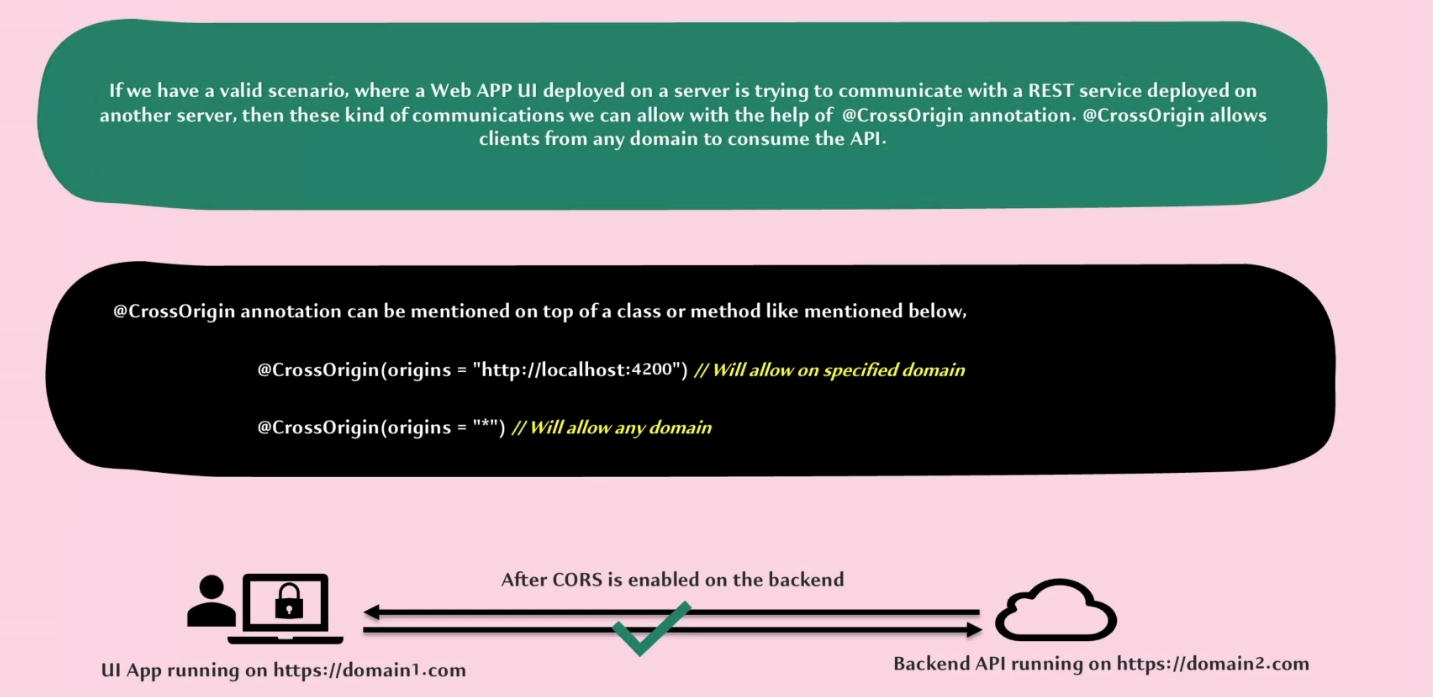 If we have a valid scenario, where a Web APP UI deployed on a server is trying to communicate with a REST service deployed on
another server, then these kind of communications we can allow with the help of @CrossOrigin annotation. @CrossOrigin allows
clients from any domain to consume the API.
@CrossOrigin annotation can be mentioned on top of a class or method like mentioned below,
@CrossOrigin(origins = "http://localhost:4200") // Will allow on specified domain
@CrossOrigin(origins = "*") // Will allow any domain
After CORS is enabled on the backend
UI App running on https://domain1.com
Backend API running on https://domain2.com